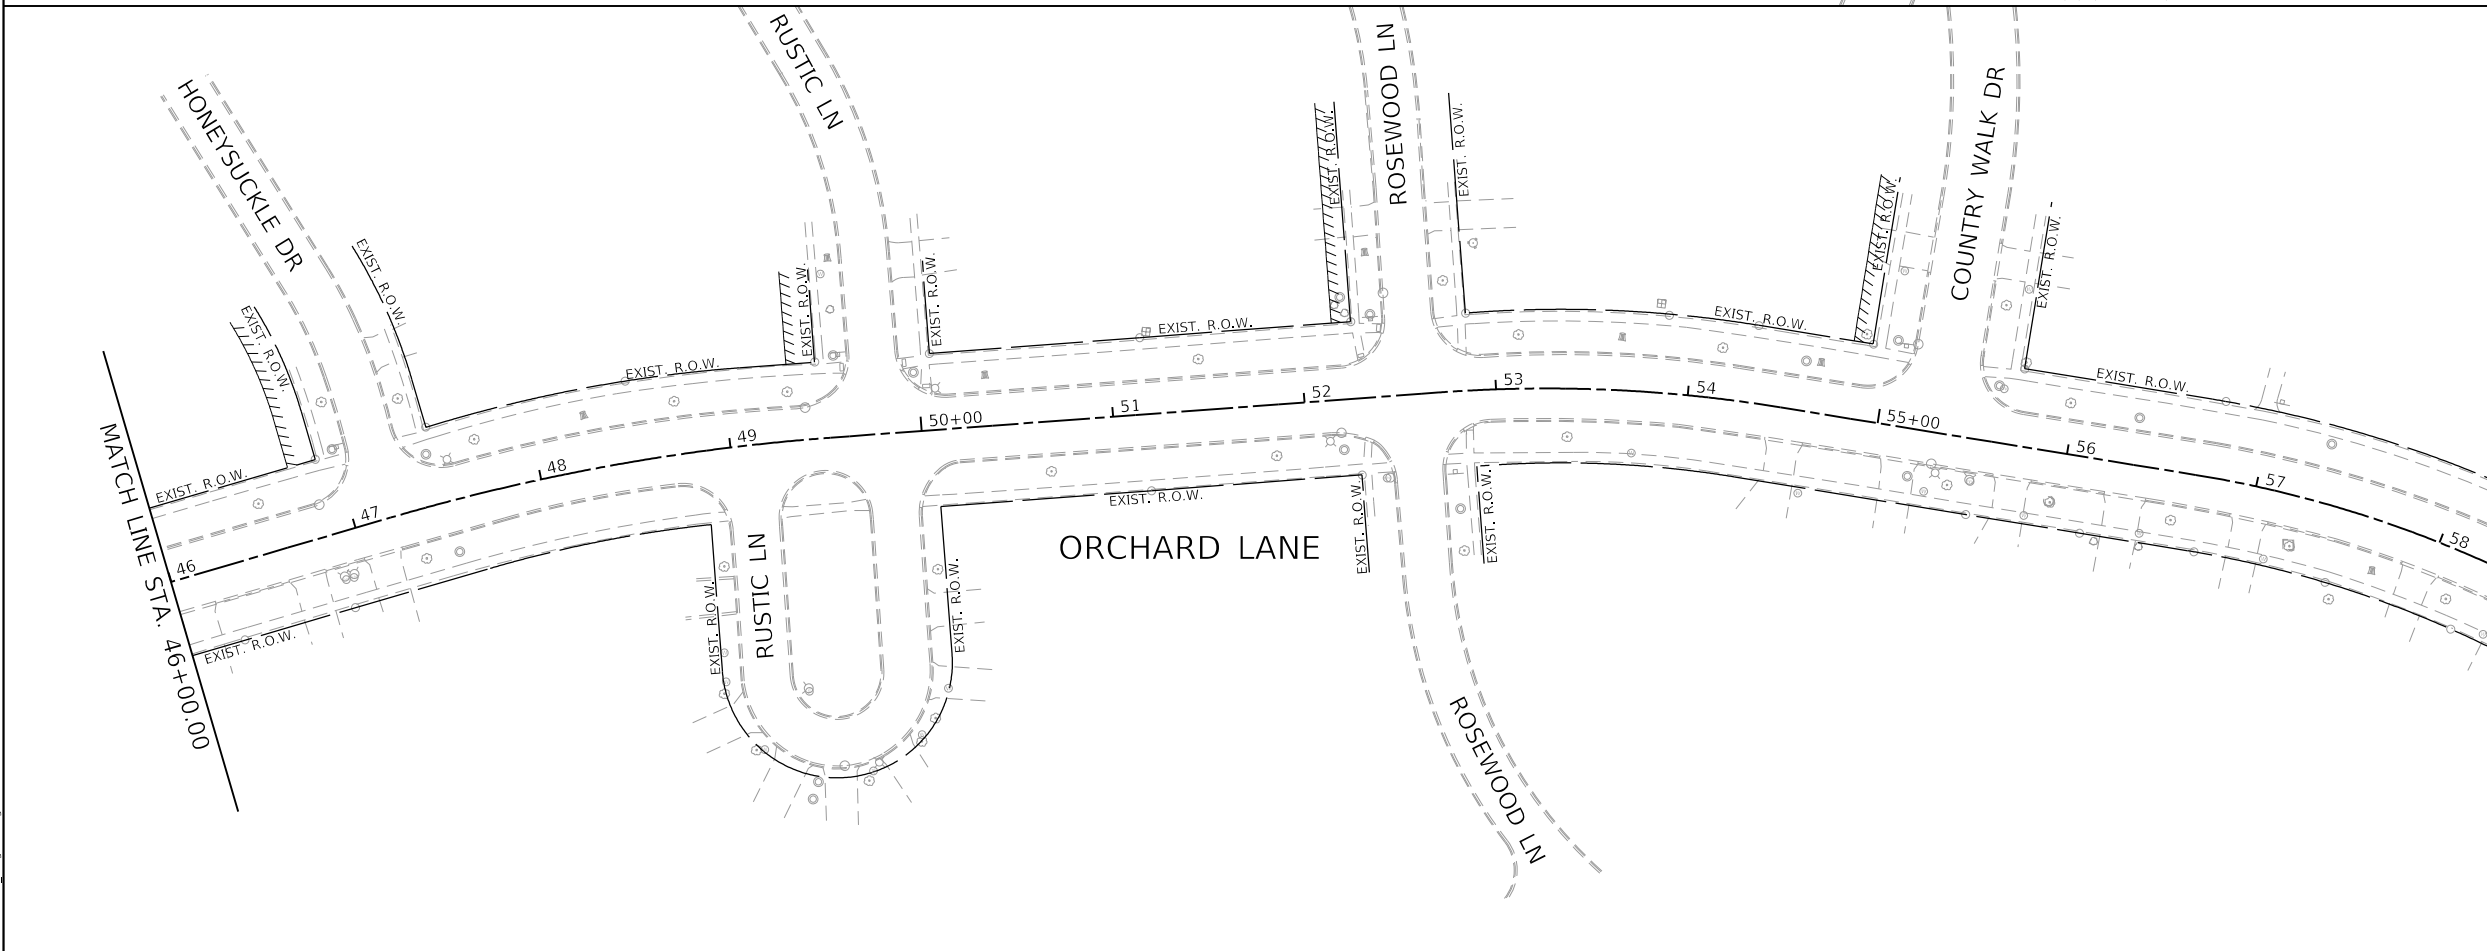 RUSTIC LN
ROSEWOOD LN
HONEYSUCKLE DR
COUNTRY WALK DR
EXIST. R.O.W.
EXIST. R.O.W.
EXIST. R.O.W.
EXIST. R.O.W.
EXIST. R.O.W.
EXIST. R.O.W.
EXIST. R.O.W.
EXIST. R.O.W.
EXIST. R.O.W.
EXIST. R.O.W.
EXIST. R.O.W.
EXIST. R.O.W.
EXIST. R.O.W.
EXIST. R.O.W.
46
47
48
49
50+00
51
52
53
54
55+00
56
57
58
MATCH LINE STA. 46+00.00
EXIST. R.O.W.
EXIST. R.O.W.
RUSTIC LN
EXIST. R.O.W.
EXIST. R.O.W.
ORCHARD LANE
EXIST. R.O.W.
EXIST. R.O.W.
ROSEWOOD LN